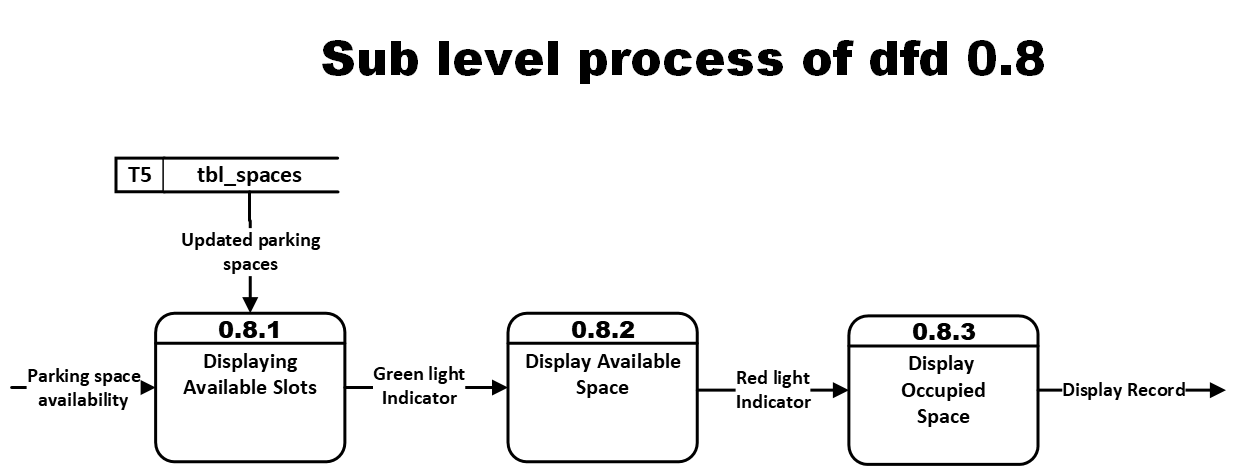 Sub level process of dfd 0.8
T5 tbl_spaces
Updated parking
spaces
0.8.1
Displaying
Available Slots
0.8.2
Display Available
Space
0.8.3
Display
Occupied
Space
Parking space
availability
Green light
Indicator
Red light
Indicator
Display Record